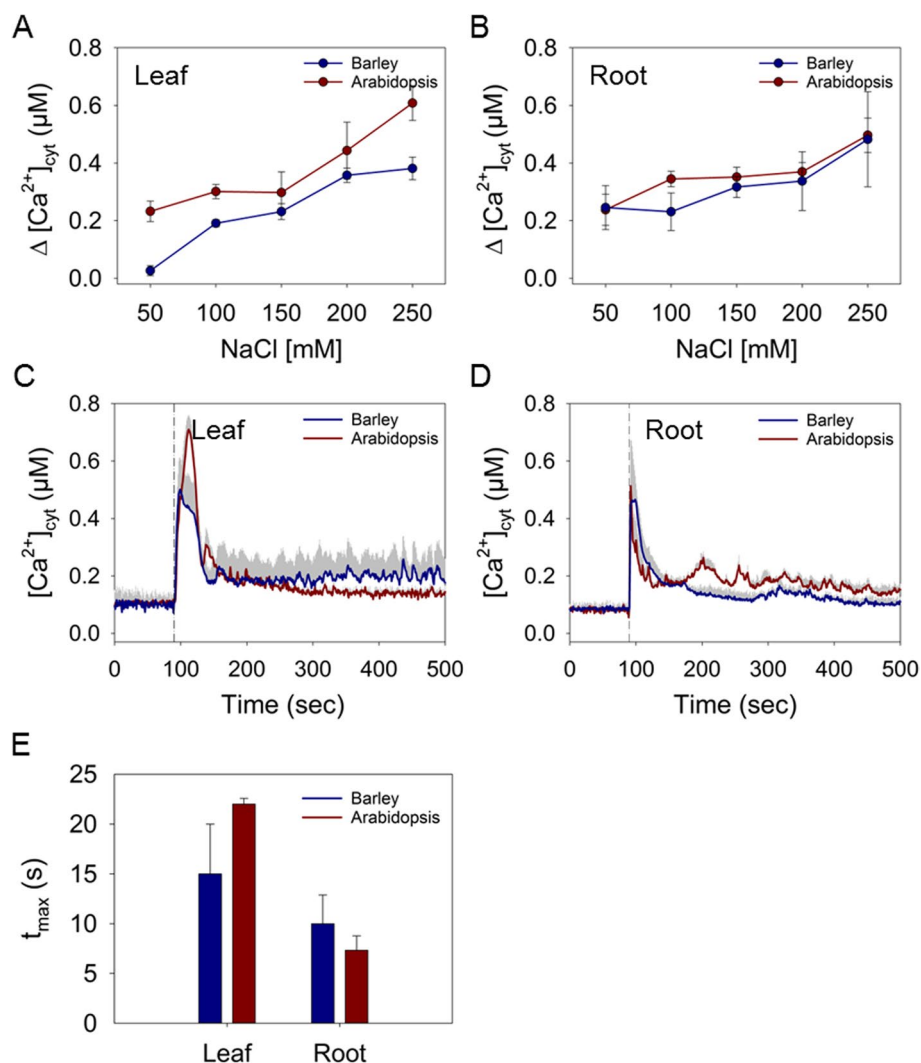 A
B
Leaf
Barley
Arabidopsis
Root
Barley
Arabidopsis
0.8
0.6
0.4
0.2
0.0
Δ [Ca²⁺]cyt (µM)
50 100 150 200 250
NaCl [mM]
0.8
0.6
0.4
0.2
0.0
Δ [Ca²⁺]cyt (µM)
50 100 150 200 250
NaCl [mM]
C
D
Leaf
Barley
Arabidopsis
Root
Barley
Arabidopsis
0.8
0.6
0.4
0.2
0.0
[Ca²⁺]cyt (µM)
0 100 200 300 400 500
Time (sec)
0.8
0.6
0.4
0.2
0.0
[Ca²⁺]cyt (µM)
0 100 200 300 400 500
Time (sec)
E
Barley
Arabidopsis
25
20
15
10
5
0
tmax (s)
Leaf Root